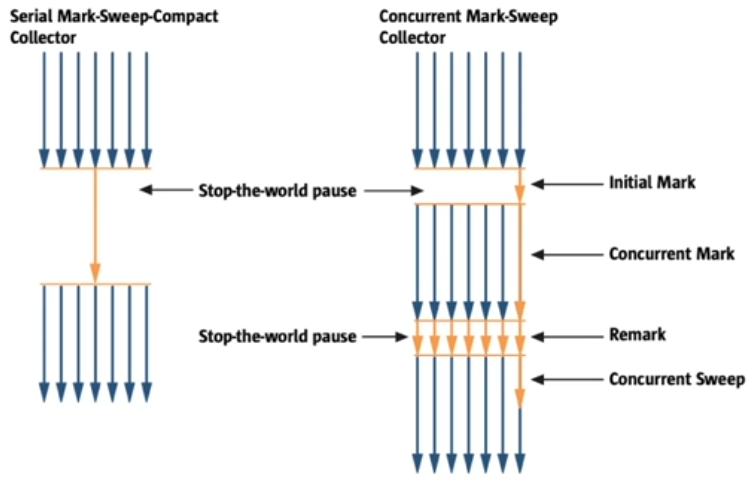 Serial Mark-Sweep-Compact
Collector
Concurrent Mark-Sweep
Collector
Stop-the-world pause
Initial Mark
Concurrent Mark
Stop-the-world pause
Remark
Concurrent Sweep